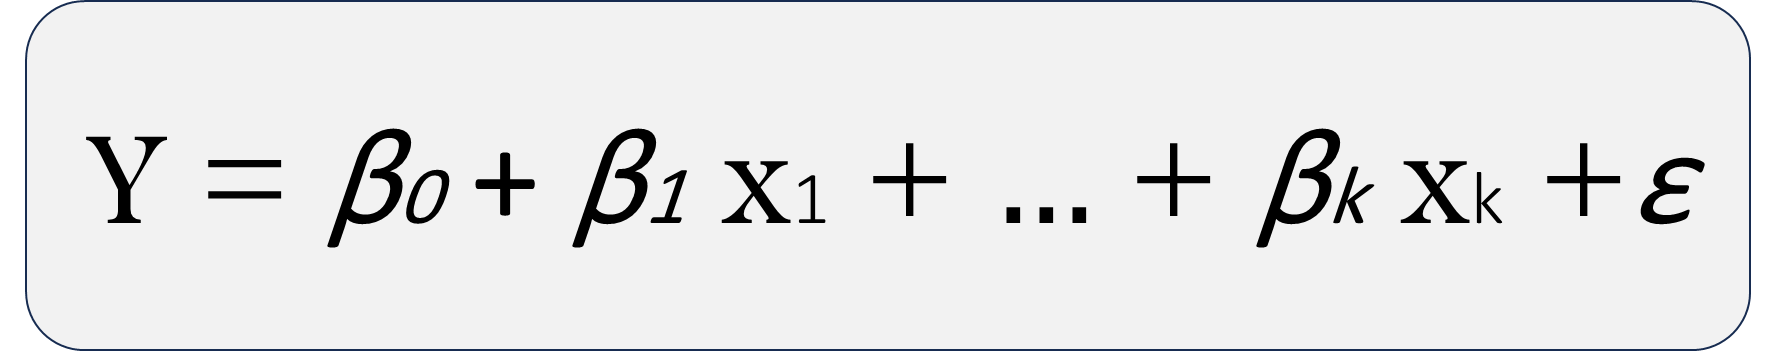 Y = β0 + β1 x1 + ... + βk xk + ε